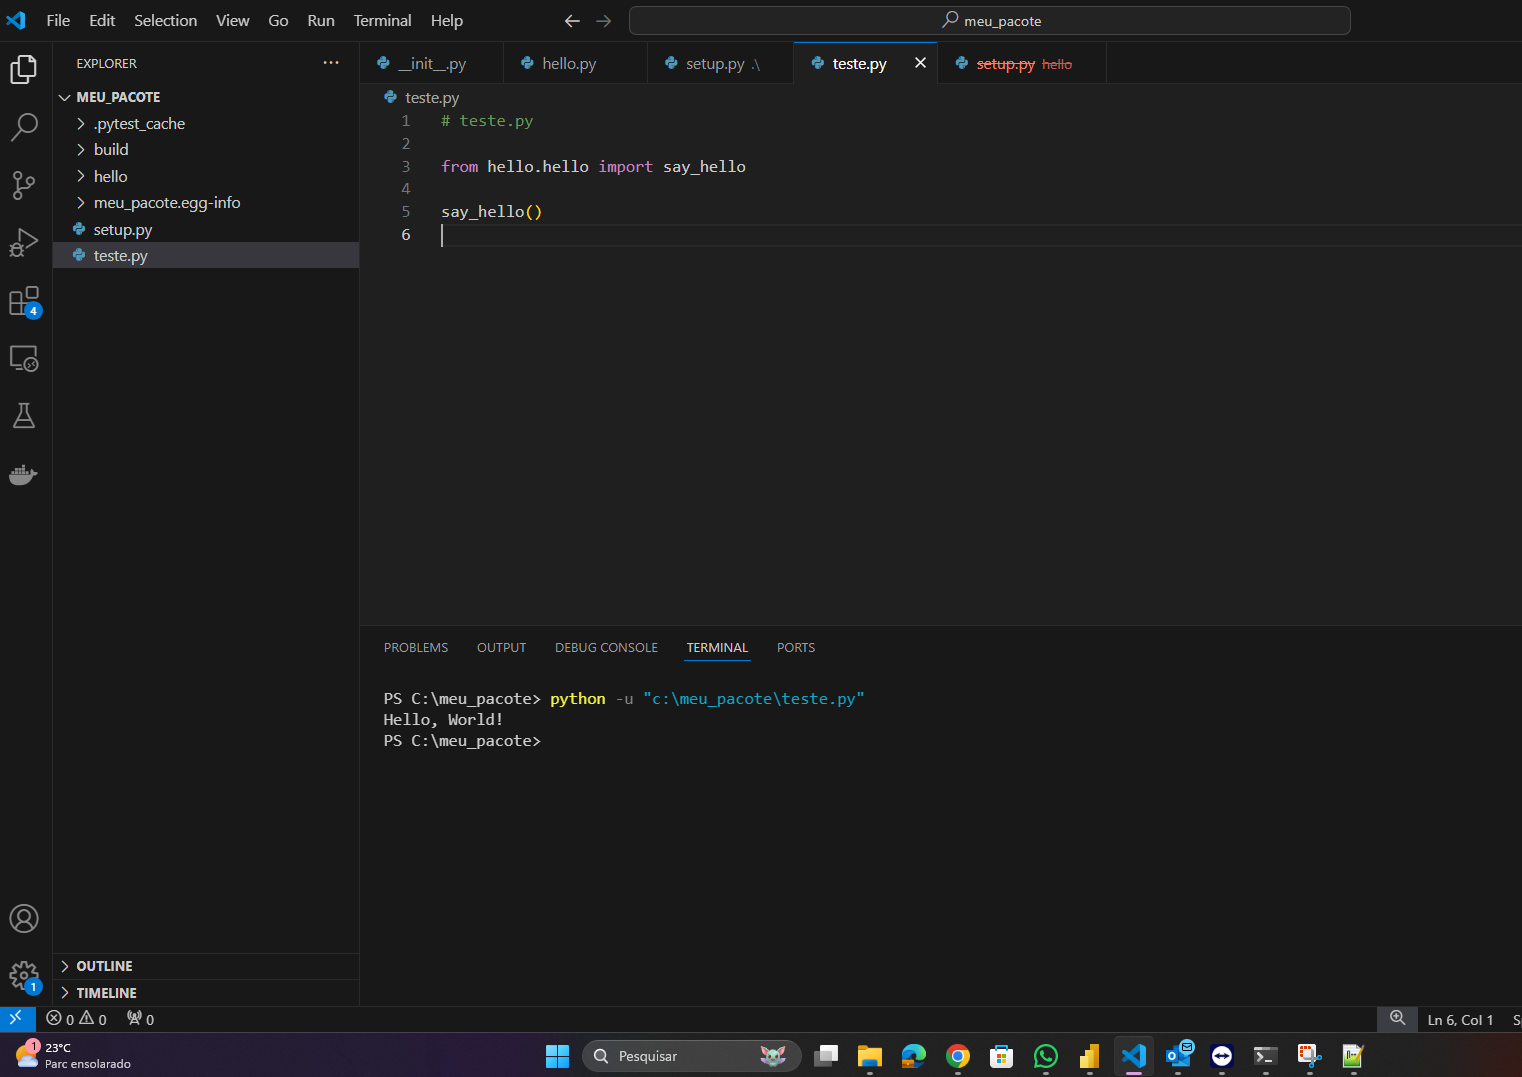 File Edit Selection View Go Run Terminal Help
meu_pacote
EXPLORER
MEU_PACOTE
.pytest_cache
build
hello
meu_pacote.egg-info
setup.py
teste.py
OUTLINE
TIMELINE
__init__.py
hello.py
setup.py .\
teste.py
setup.py hello
teste.py
1 # teste.py
2
3 from hello.hello import say_hello
4
5 say_hello()
6
PROBLEMS OUTPUT DEBUG CONSOLE TERMINAL PORTS
PS C:\meu_pacote> python -u "c:\meu_pacote\teste.py"
Hello, World!
PS C:\meu_pacote>
4
1
0 0 0
Ln 6, Col 1
1
23°C
Parc ensolarado
Pesquisar